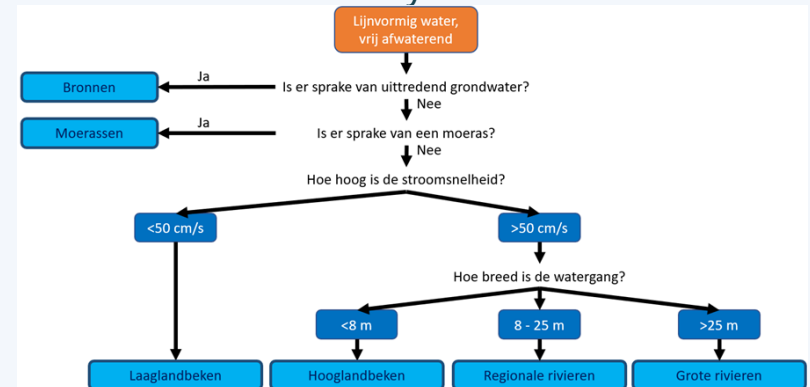 Lijnvormig water,
vrij afwaterend
Ja
Bronnen
Is er sprake van uittredend grondwater?
Nee
Ja
Moerassen
Is er sprake van een moeras?
Nee
Hoe hoog is de stroomsnelheid?
<50 cm/s
>50 cm/s
Hoe breed is de watergang?
<8 m
8 - 25 m
>25 m
Laaglandbeken
Hooglandbeken
Regionale rivieren
Grote rivieren